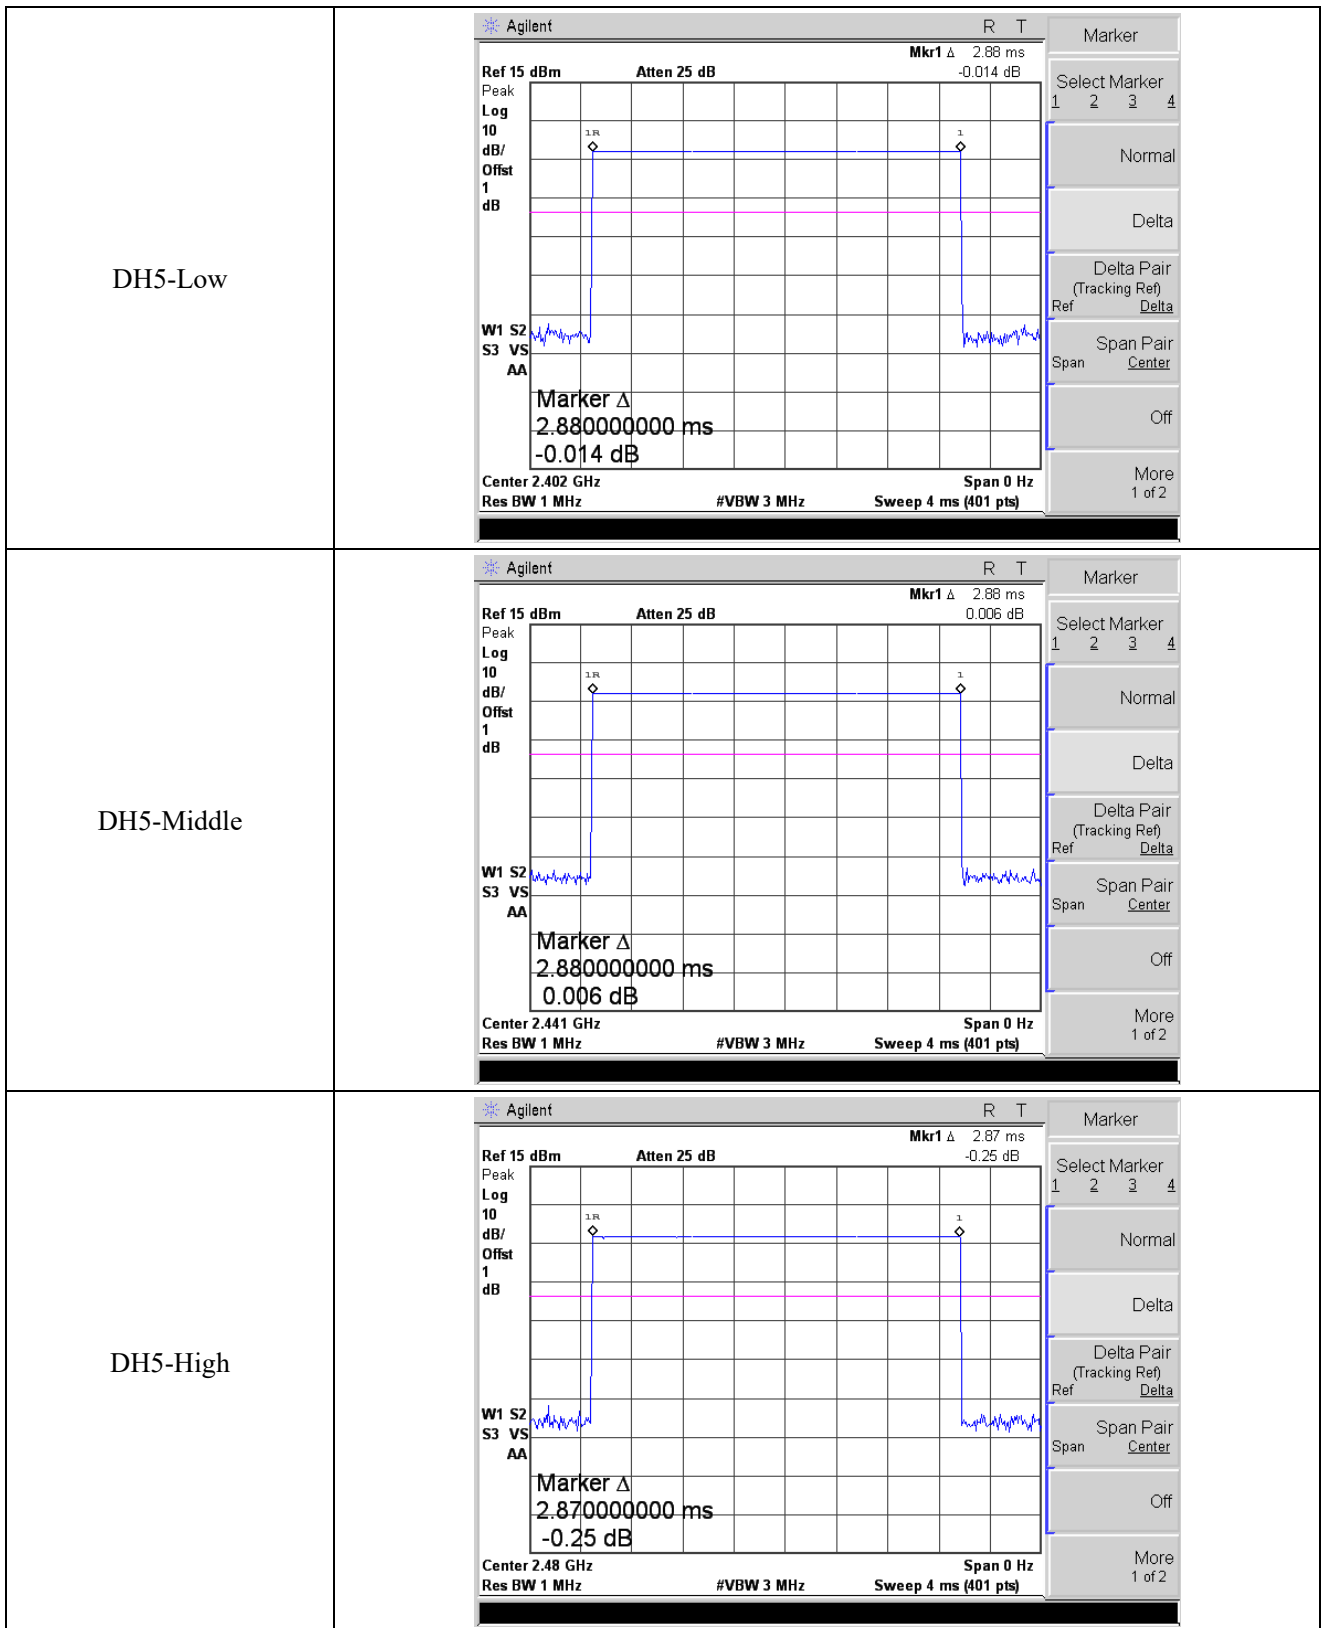 DH5-Low
Agilent R T
Mkr1 Δ 2.88 ms
Ref 15 dBm Atten 25 dB -0.014 dB
Peak
Log
10
dB/
Offst
1
dB
1R 1
W1 S2
S3 VS
AA
Marker Δ
2.880000000 ms
-0.014 dB
Center 2.402 GHz Span 0 Hz
Res BW 1 MHz #VBW 3 MHz Sweep 4 ms (401 pts)
Marker
Select Marker
1 2 3 4
Normal
Delta
Delta Pair
(Tracking Ref)
Ref Delta
Span Pair
Span Center
Off
More
1 of 2
DH5-Middle
Agilent R T
Mkr1 Δ 2.88 ms
Ref 15 dBm Atten 25 dB 0.006 dB
Peak
Log
10
dB/
Offst
1
dB
1R 1
W1 S2
S3 VS
AA
Marker Δ
2.880000000 ms
0.006 dB
Center 2.441 GHz Span 0 Hz
Res BW 1 MHz #VBW 3 MHz Sweep 4 ms (401 pts)
Marker
Select Marker
1 2 3 4
Normal
Delta
Delta Pair
(Tracking Ref)
Ref Delta
Span Pair
Span Center
Off
More
1 of 2
DH5-High
Agilent R T
Mkr1 Δ 2.87 ms
Ref 15 dBm Atten 25 dB -0.25 dB
Peak
Log
10
dB/
Offst
1
dB
1R 1
W1 S2
S3 VS
AA
Marker Δ
2.870000000 ms
-0.25 dB
Center 2.48 GHz Span 0 Hz
Res BW 1 MHz #VBW 3 MHz Sweep 4 ms (401 pts)
Marker
Select Marker
1 2 3 4
Normal
Delta
Delta Pair
(Tracking Ref)
Ref Delta
Span Pair
Span Center
Off
More
1 of 2